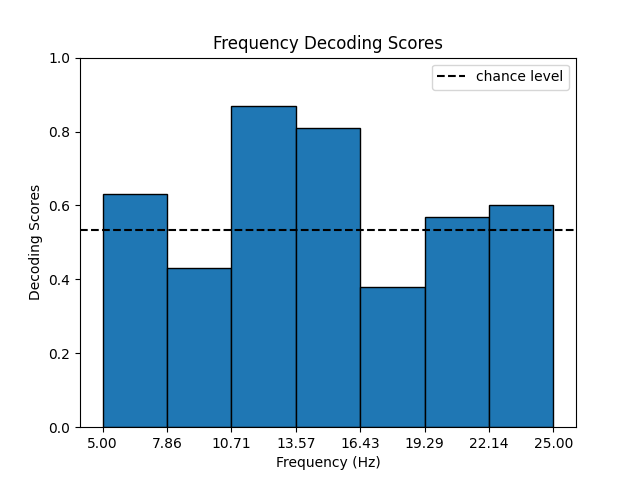 Frequency Decoding Scores
chance level
1.0
0.8
0.6
0.4
0.2
0.0
Decoding Scores
5.00 7.86 10.71 13.57 16.43 19.29 22.14 25.00
Frequency (Hz)